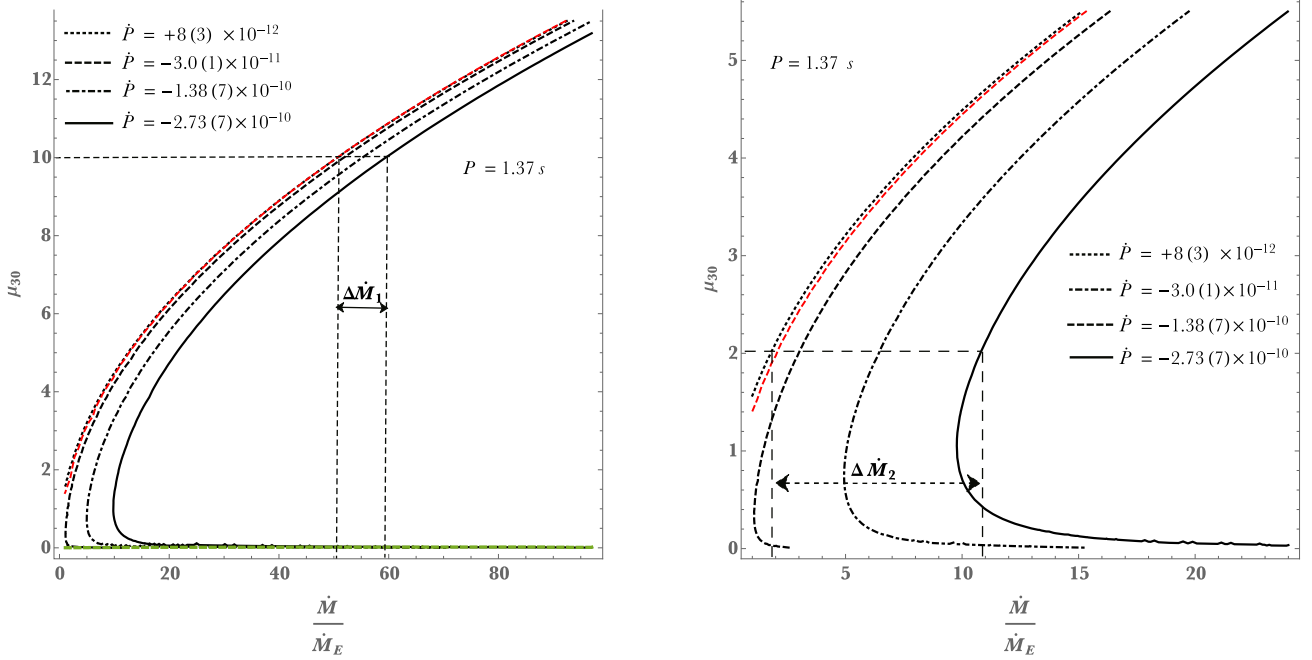 Ṗ = +8 (3) ×10⁻¹²
Ṗ = −3.0 (1)×10⁻¹¹
Ṗ = −1.38 (7)×10⁻¹⁰
Ṗ = −2.73 (7)×10⁻¹⁰
P = 1.37 s
ΔṀ₁
μ₃₀
12
10
8
6
4
2
0
0 20 40 60 80
Ṁ
Ṁ_E
P = 1.37 s
Ṗ = +8 (3) ×10⁻¹²
Ṗ = −3.0 (1)×10⁻¹¹
Ṗ = −1.38 (7)×10⁻¹⁰
Ṗ = −2.73 (7)×10⁻¹⁰
Δ Ṁ₂
μ₃₀
5
4
3
2
1
0
5 10 15 20
Ṁ
Ṁ_E